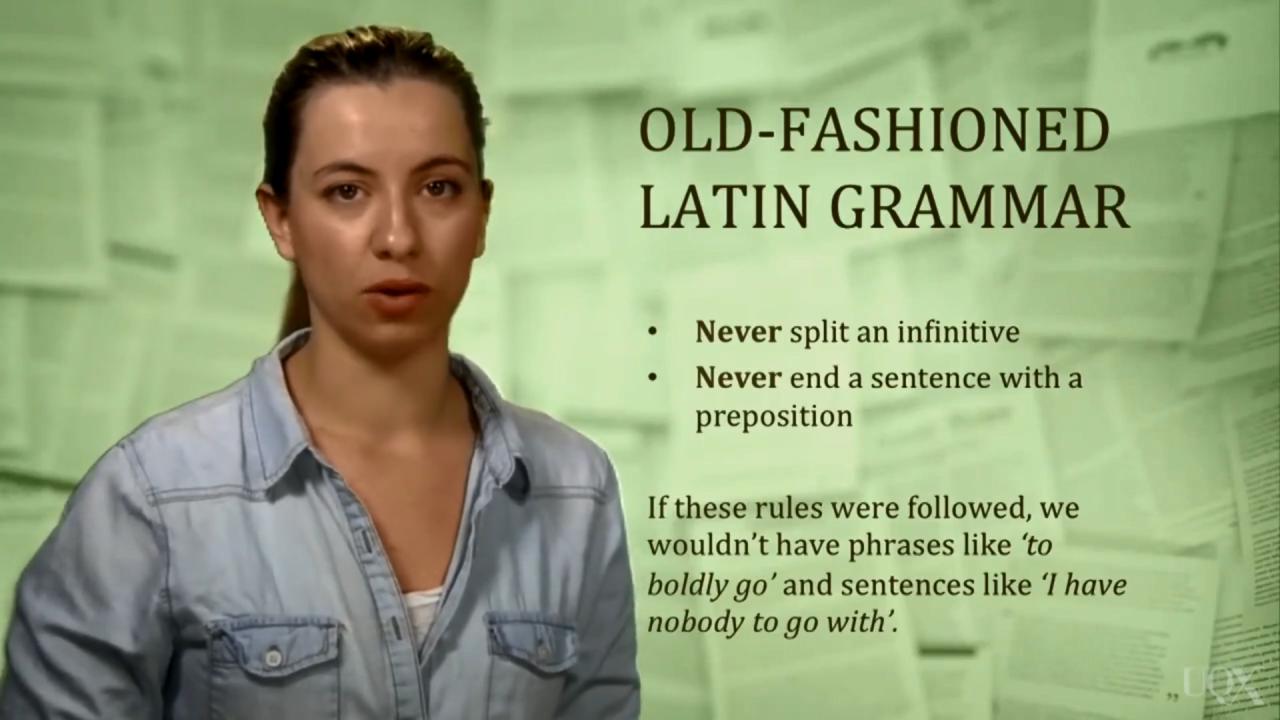 OLD-FASHIONED
LATIN GRAMMAR
• Never split an infinitive
• Never end a sentence with a
preposition
If these rules were followed, we
wouldn’t have phrases like ‘to
boldly go’ and sentences like ‘I have
nobody to go with’.
UQX